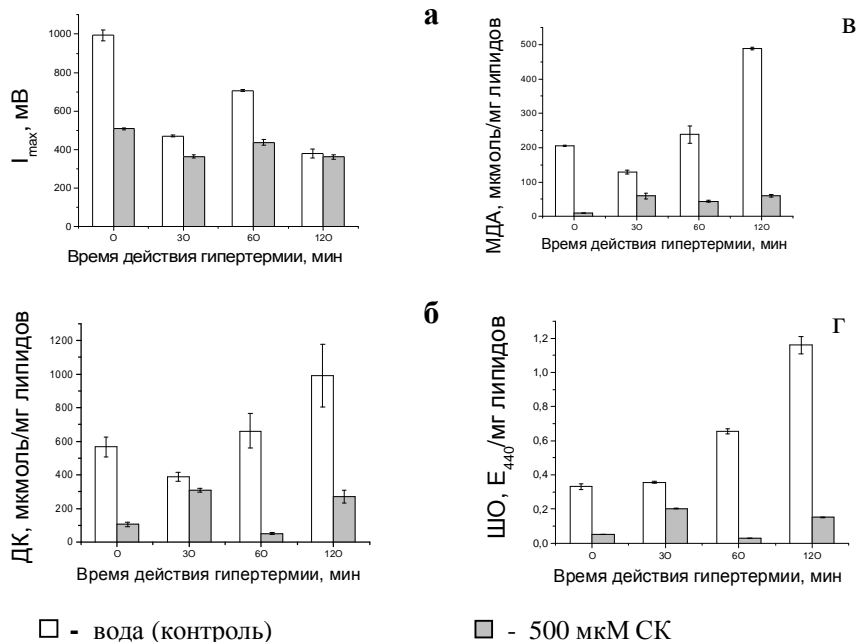 а
1000
800
600
400
200
0
I_max, мВ
0 30 60 120
Время действия гипертермии, мин
в
500
400
300
200
100
0
МДА, мкмоль/мг липидов
0 30 60 120
Время действия гипертермии, мин
б
1200
1000
800
600
400
200
0
ДК, мкмоль/мг липидов
0 30 60 120
Время действия гипертермии, мин
г
1,2
1,0
0,8
0,6
0,4
0,2
0,0
ШО, E_440/мг липидов
0 30 60 120
Время действия гипертермии, мин
- вода (контроль)
- 500 мкМ СК